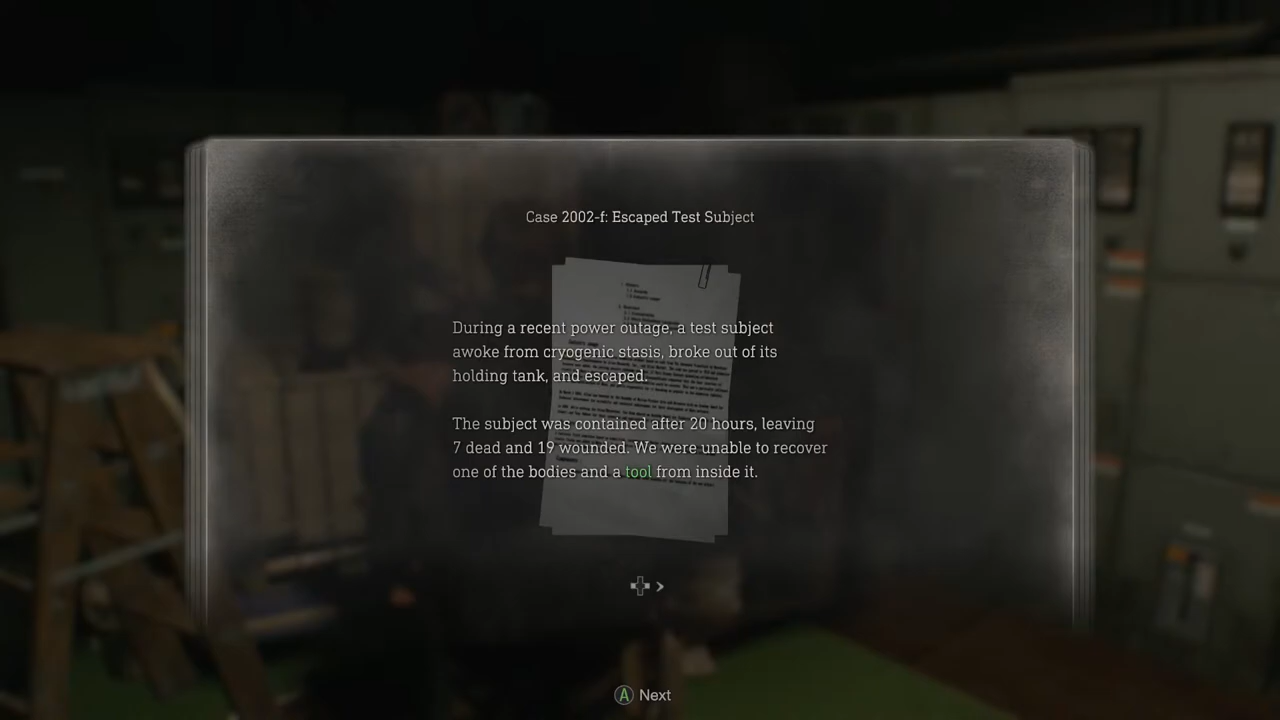 Case 2002-f: Escaped Test Subject
During a recent power outage, a test subject
awoke from cryogenic stasis, broke out of its
holding tank, and escaped.
The subject was contained after 20 hours, leaving
7 dead and 19 wounded. We were unable to recover
one of the bodies and a tool from inside it.
A Next